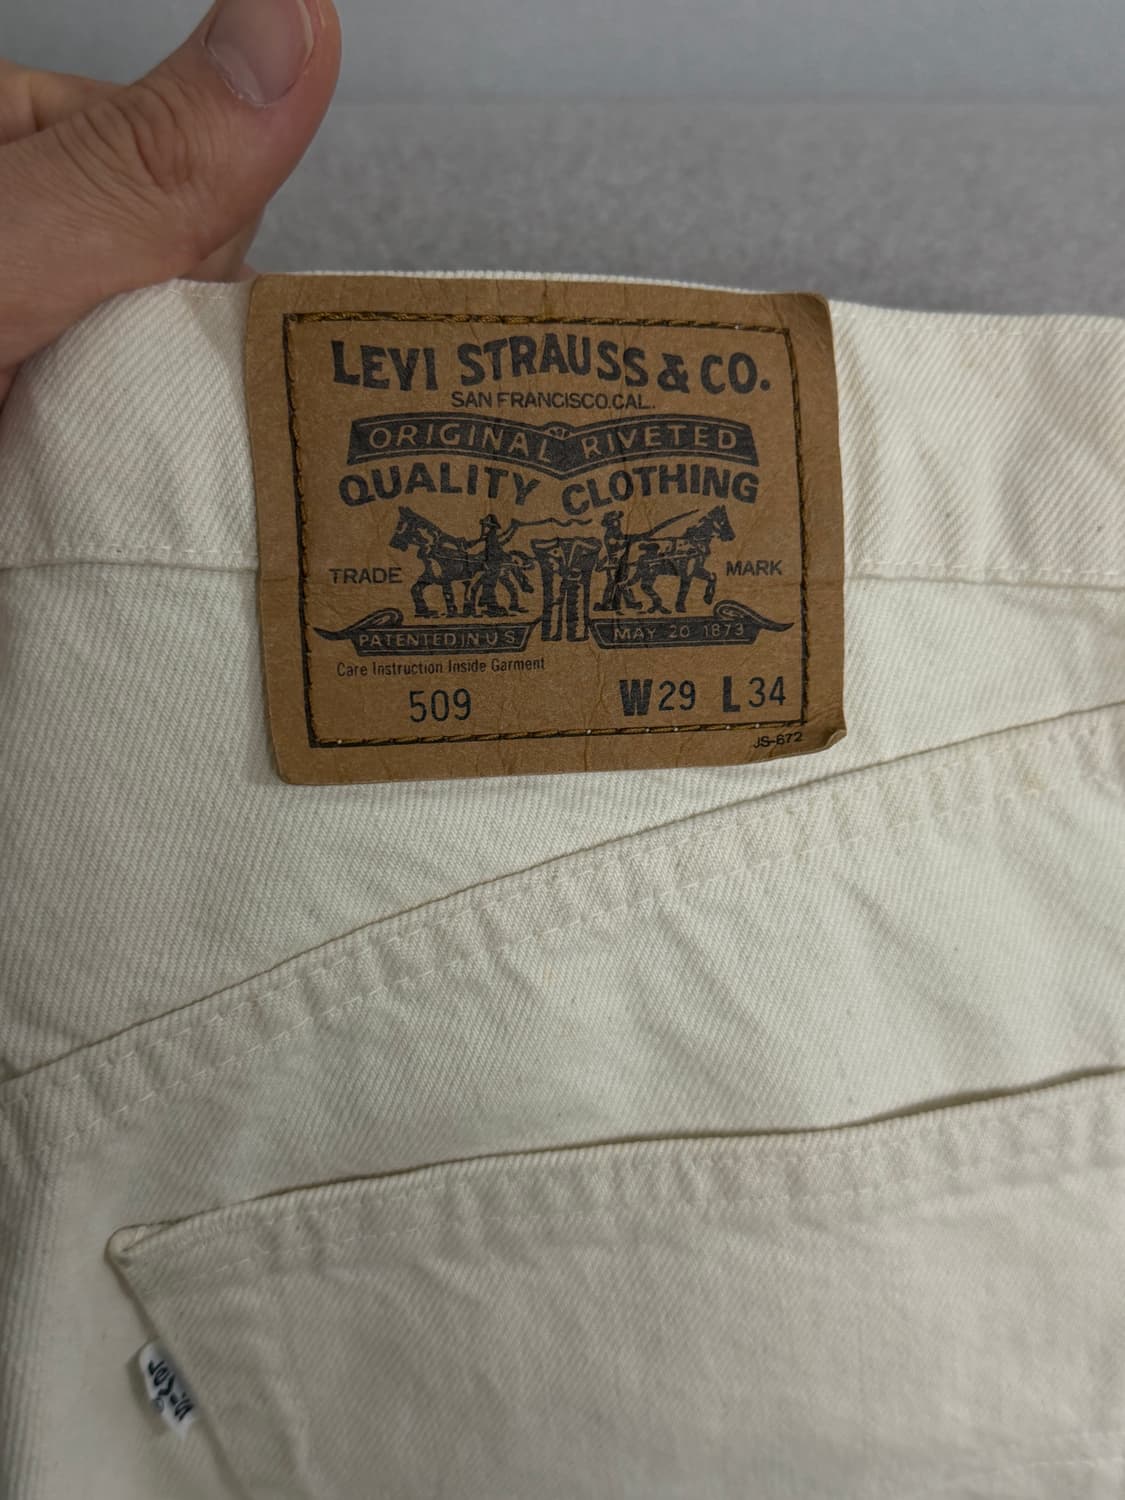 LEVI STRAUSS & CO.
SAN FRANCISCO.CAL.
ORIGINAL RIVETED
QUALITY CLOTHING
TRADE MARK
PATENTED IN U.S. MAY 20 1873
Care Instruction Inside Garment
509 W29 L34
JS-672
LEVI'S